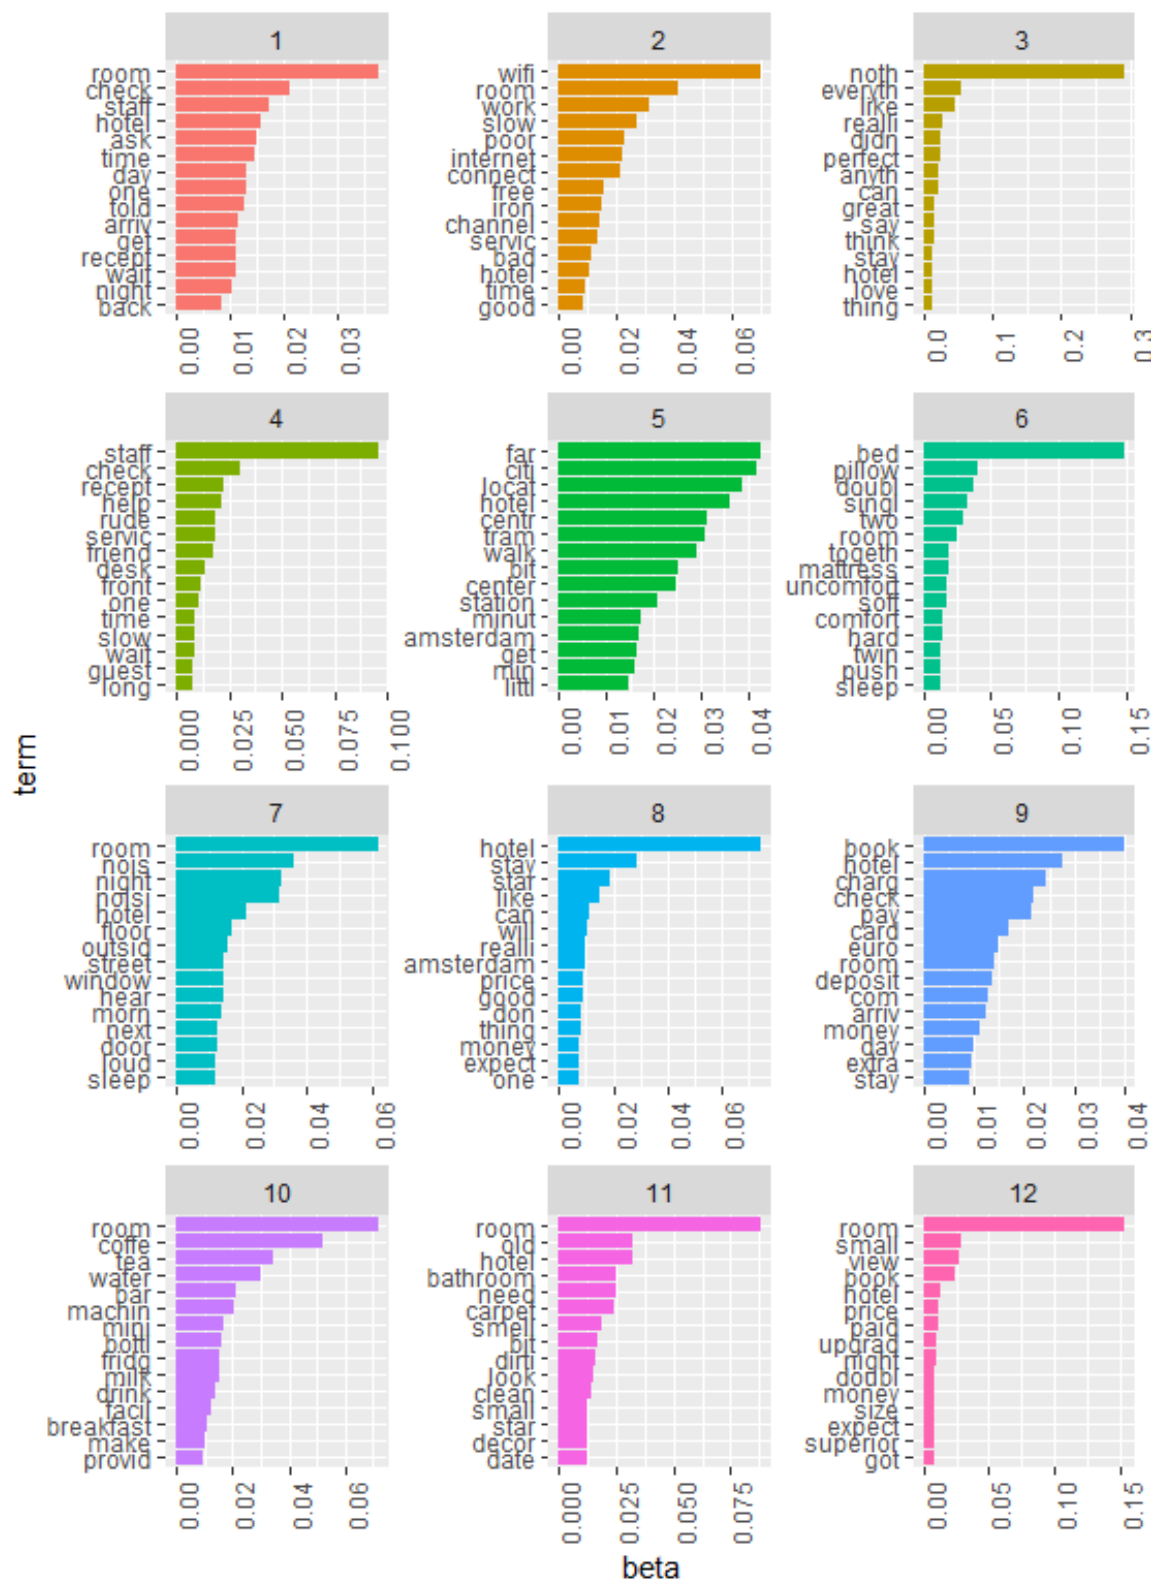 1
room
check
staff
hotel
ask
time
day
one
told
arriv
get
recept
wait
night
back
0.00
0.01
0.02
0.03
2
wifi
room
work
slow
poor
internet
connect
free
iron
channel
servic
bad
hotel
time
good
0.00
0.02
0.04
0.06
3
noth
everyth
like
realli
didn
perfect
anyth
can
great
say
think
stay
hotel
love
thing
0.0
0.1
0.2
0.3
4
staff
check
recept
help
rude
servic
friend
desk
front
one
time
slow
wait
guest
long
0.000
0.025
0.050
0.075
0.100
5
far
citi
locat
hotel
centr
tram
walk
bit
center
station
minut
amsterdam
get
min
littl
0.00
0.01
0.02
0.03
0.04
6
bed
pillow
doubl
singl
two
room
togeth
mattress
uncomfort
soft
comfort
hard
twin
push
sleep
0.00
0.05
0.10
0.15
term
7
room
nois
night
noisi
hotel
floor
outsid
street
window
hear
morn
next
door
loud
sleep
0.00
0.02
0.04
0.06
8
hotel
stay
star
like
can
will
realli
amsterdam
price
good
don
thing
money
expect
one
0.00
0.02
0.04
0.06
9
book
hotel
charg
check
pay
card
euro
room
deposit
com
arriv
money
day
extra
stay
0.00
0.01
0.02
0.03
0.04
10
room
coffe
tea
water
bar
machin
mini
bottl
fridg
milk
drink
facil
breakfast
make
provid
0.00
0.02
0.04
0.06
11
room
old
hotel
bathroom
need
carpet
smell
bit
dirti
look
clean
small
star
decor
date
0.000
0.025
0.050
0.075
12
room
small
view
book
hotel
price
paid
upgrad
night
doubl
money
size
expect
superior
got
0.00
0.05
0.10
0.15
beta